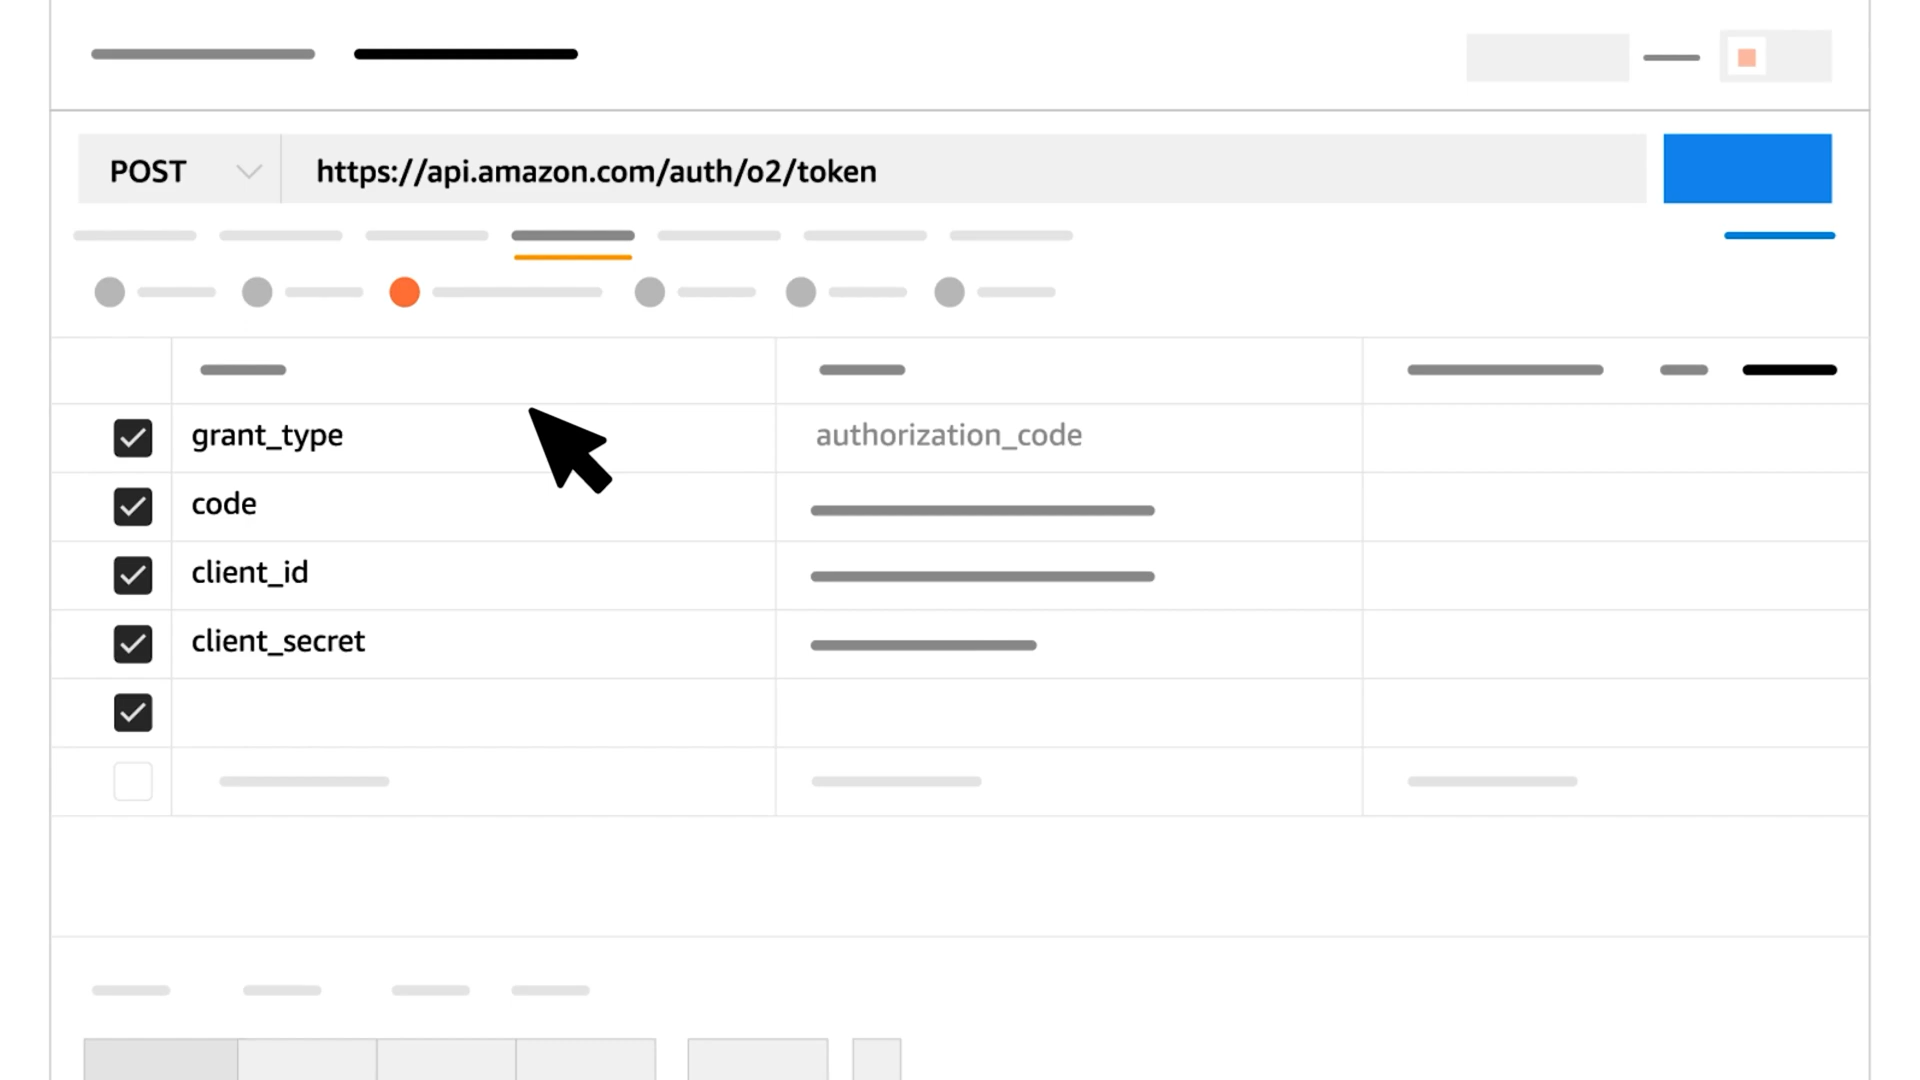 POST https://api.amazon.com/auth/o2/token
grant_type authorization_code
code
client_id
client_secret